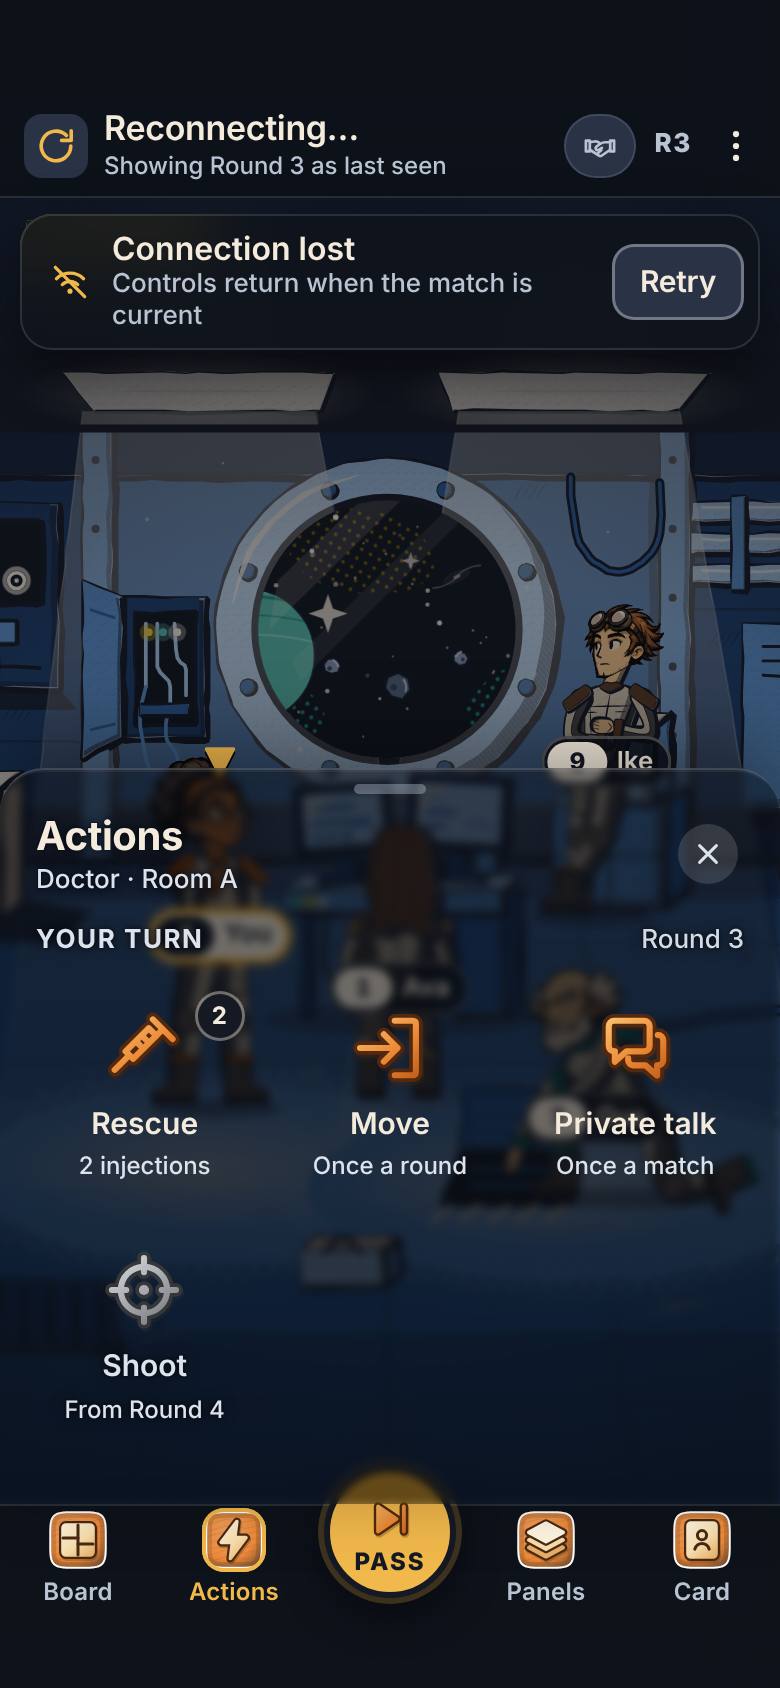 Reconnecting...
Showing Round 3 as last seen
R3
Connection lost
Controls return when the match is
current
Retry
9 Ike
Actions
Doctor · Room A
YOUR TURN
Round 3
You
Ava
2
Rescue
2 injections
Move
Once a round
Private talk
Once a match
Shoot
From Round 4
PASS
Board
Actions
Panels
Card